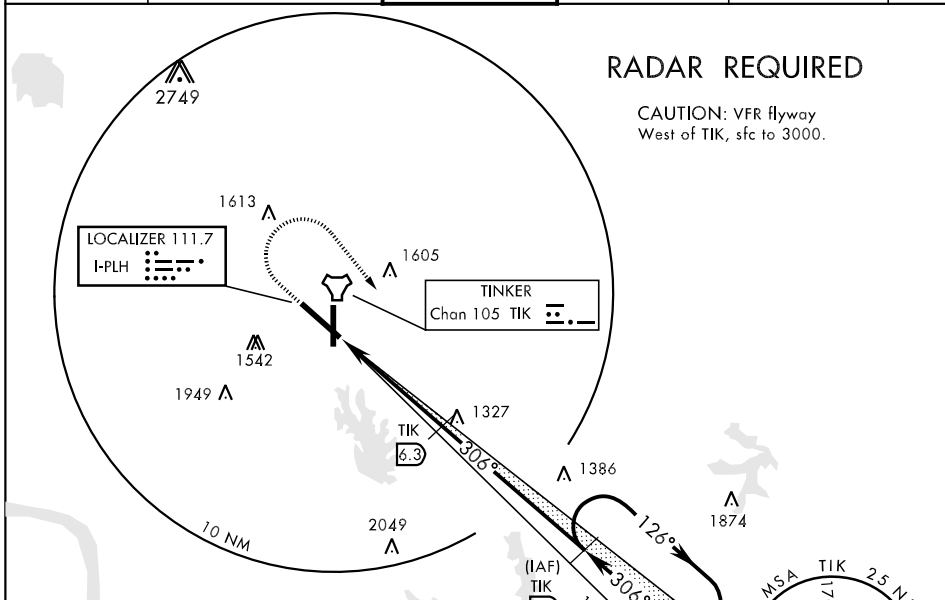 RADAR REQUIRED
2749
CAUTION: VFR flyway
West of TIK, sfc to 3000.
1613
LOCALIZER 111.7
I-PLH
1605
TINKER
Chan 105 TIK
1542
1949
1327
TIK
6.3
306°
1386
1874
126°
2049
10 NM
(IAF)
TIK
306°
MSA TIK 25 N